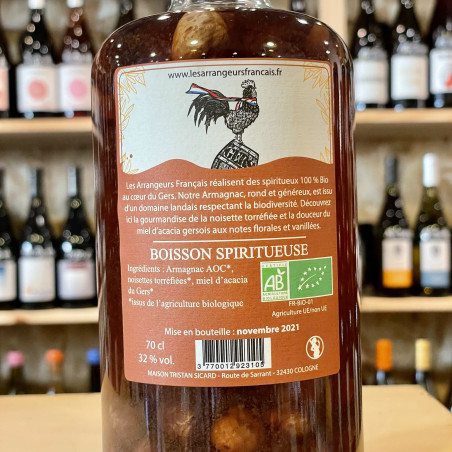 www.lesarrangeursfrancais.fr
Les Arrangeurs Français réalisent des spiritueux 100 % Bio
au cœur du Gers. Notre Armagnac, rond et généreux, est issu
d'un domaine landais respectant la biodiversité. Découvrez
ici la gourmandise de la noisette torréfiée et la douceur du
miel d'acacia gersois aux notes florales et vanillées.
BOISSON SPIRITUEUSE
Ingrédients : Armagnac AOC*,
noisettes torréfiées*, miel d'acacia
du Gers*
*issus de l'agriculture biologique
AB
FR-BIO-01
Agriculture UE/non UE
Mise en bouteille : novembre 2021
70 cl
32 % vol.
3 770012 923105
MAISON TRISTAN SICARD - Route de Sarrant - 32430 COLOGNE